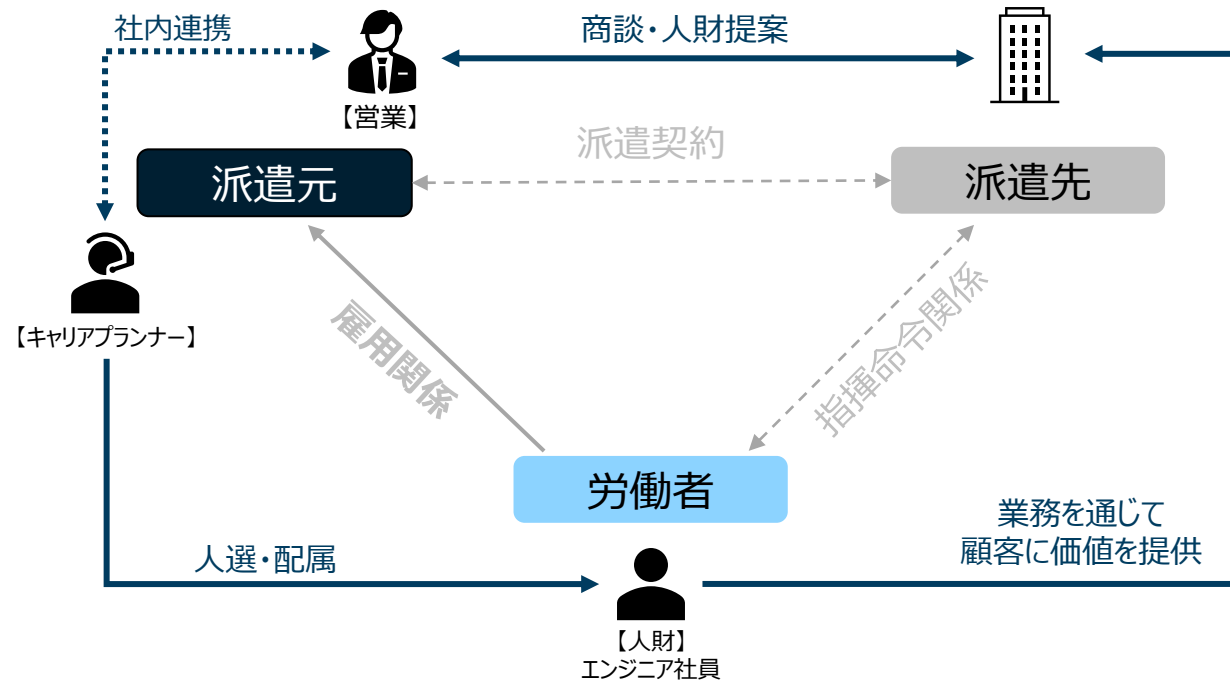 社内連携
商談・人財提案
【営業】
派遣契約
派遣元
派遣先
【キャリアプランナー】
雇用関係
指揮命令関係
労働者
人選・配属
業務を通じて
顧客に価値を提供
【人財】
エンジニア社員